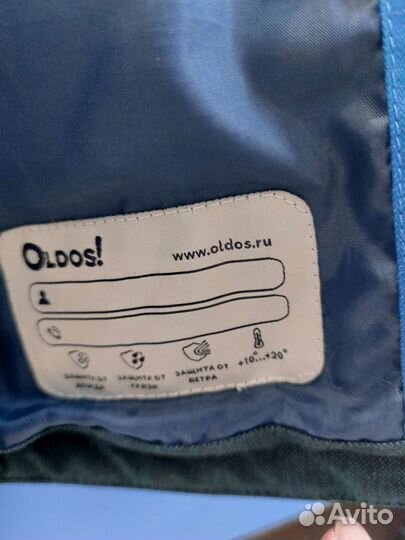 OLDOS!
www.oldos.ru
ЗАЩИТА ОТ ДОЖДЯ
ЗАЩИТА ОТ ГРЯЗИ
ЗАЩИТА ОТ ВЕТРА
+10°...+20°
Avito